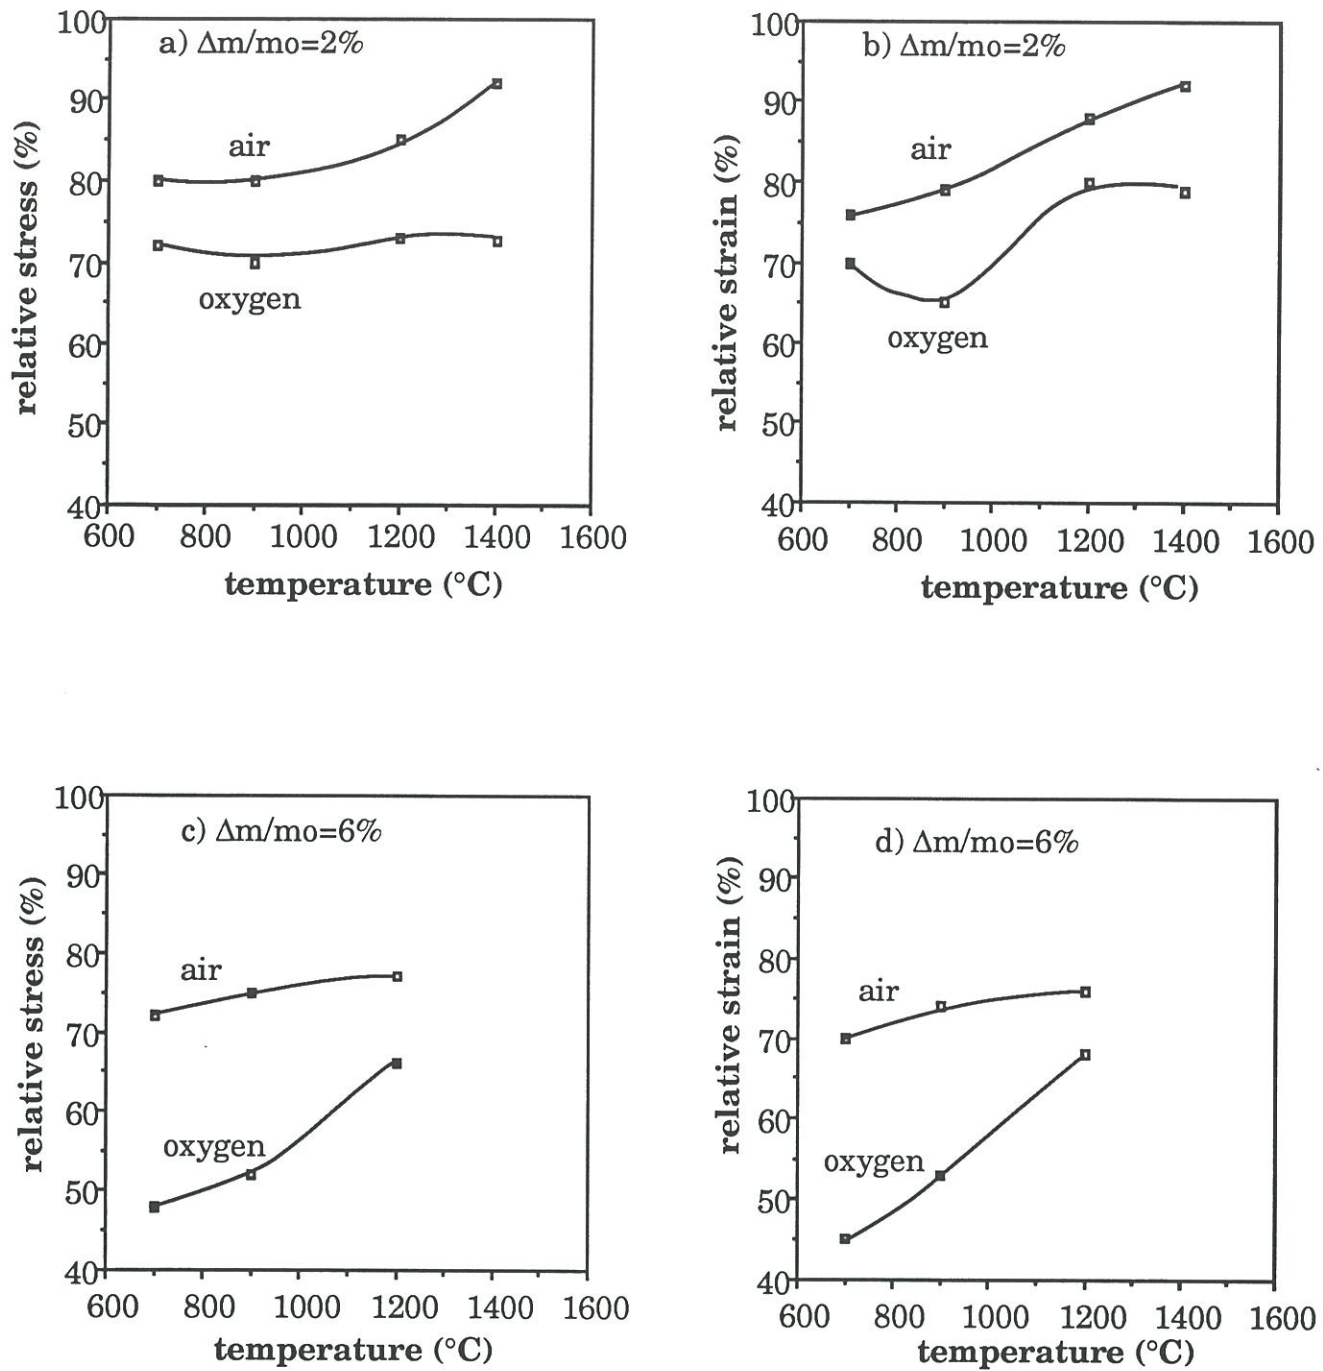 100
a) Δm/mo=2%
90
air
80
70
oxygen
60
50
40
600 800 1000 1200 1400 1600
temperature (°C)
relative stress (%)
100
b) Δm/mo=2%
90
air
80
70
oxygen
60
50
40
600 800 1000 1200 1400 1600
temperature (°C)
relative strain (%)
100
c) Δm/mo=6%
90
80
air
70
60
oxygen
50
40
600 800 1000 1200 1400 1600
temperature (°C)
relative stress (%)
100
d) Δm/mo=6%
90
80
air
70
60
oxygen
50
40
600 800 1000 1200 1400 1600
temperature (°C)
relative strain (%)